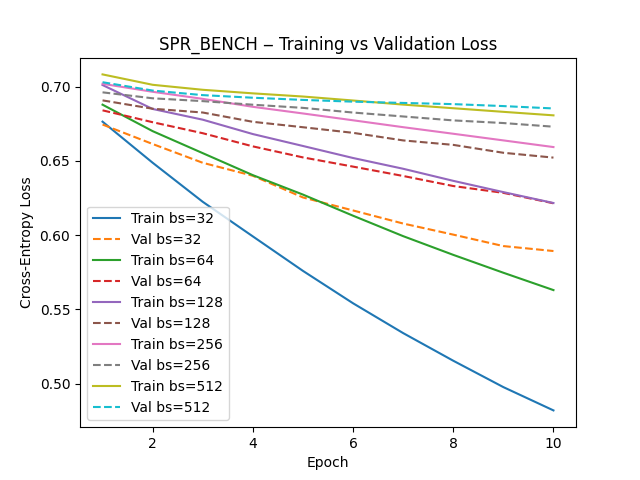 SPR_BENCH – Training vs Validation Loss
Cross-Entropy Loss
0.70
0.65
0.60
0.55
0.50
Train bs=32
Val bs=32
Train bs=64
Val bs=64
Train bs=128
Val bs=128
Train bs=256
Val bs=256
Train bs=512
Val bs=512
2 4 6 8 10
Epoch